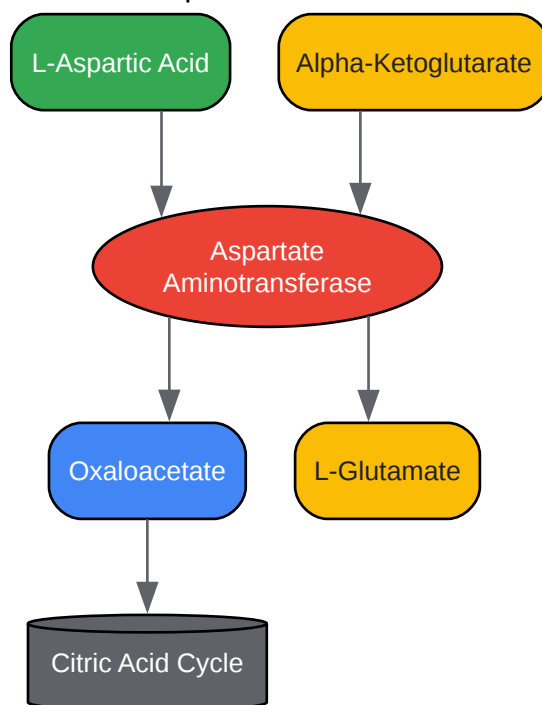 L-Aspartic Acid
Alpha-Ketoglutarate
Aspartate
Aminotransferase
Oxaloacetate
L-Glutamate
Citric Acid Cycle